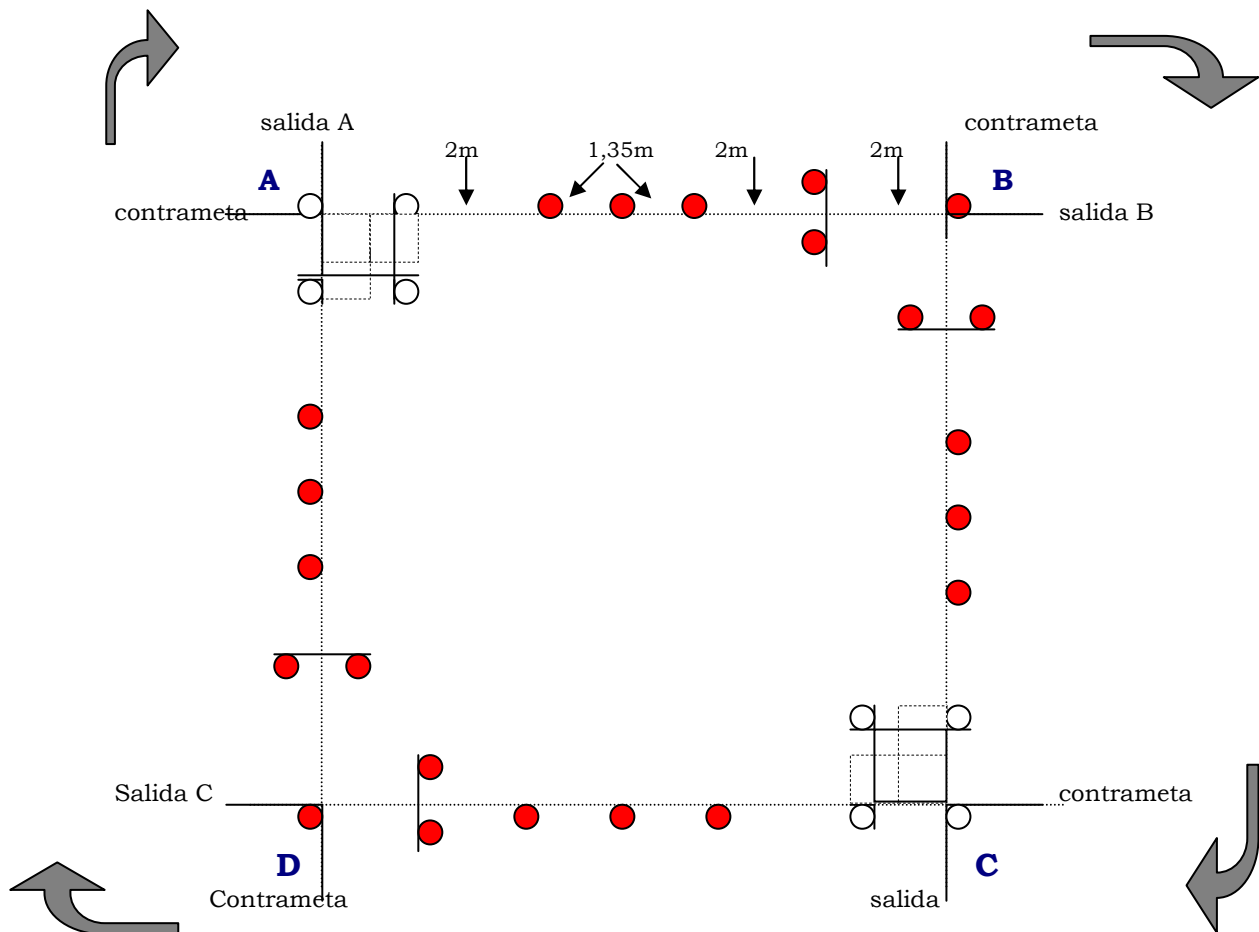 salida A
contrameta
2m
1,35m
2m
2m
A
B
contrameta
salida B
Salida C
contrameta
D
C
Contrameta
salida